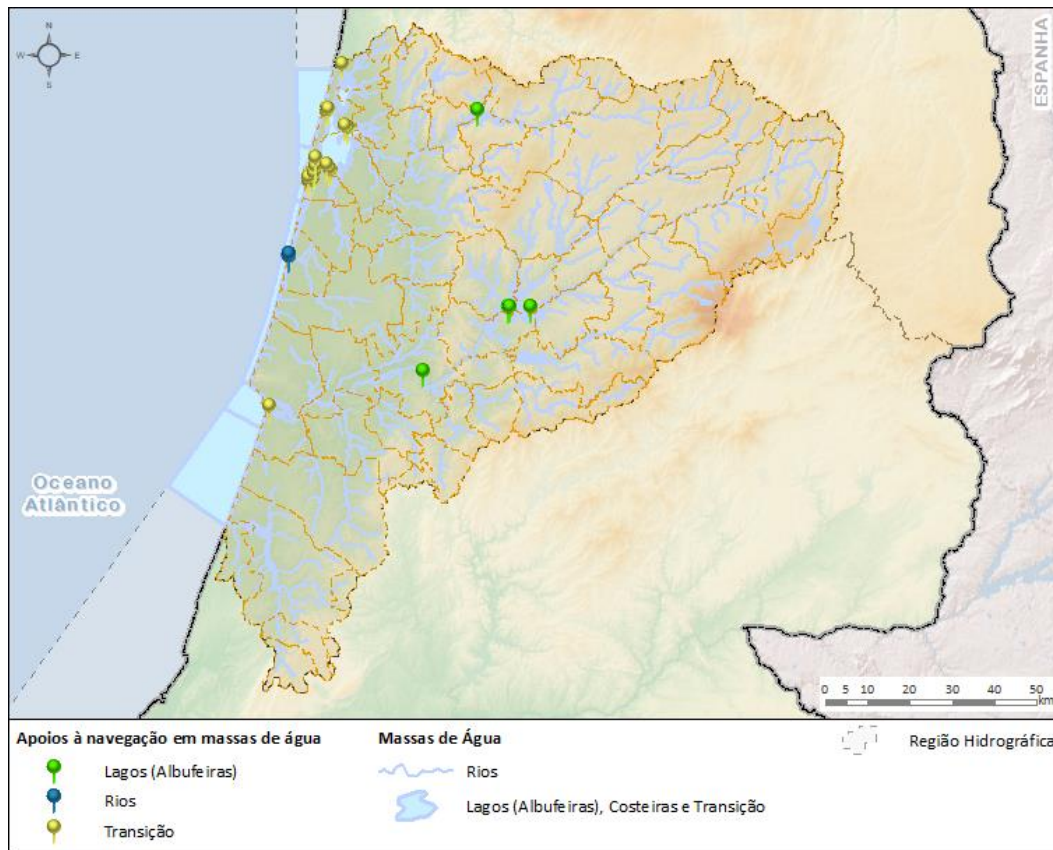 N
W E
S
ESPANHA
Oceano
Atlântico
0 5 10 20 30 40 50
km
Apoios à navegação em massas de água
Lagos (Albufeiras)
Rios
Transição
Massas de Água
Rios
Lagos (Albufeiras), Costeiras e Transição
Região Hidrográfica